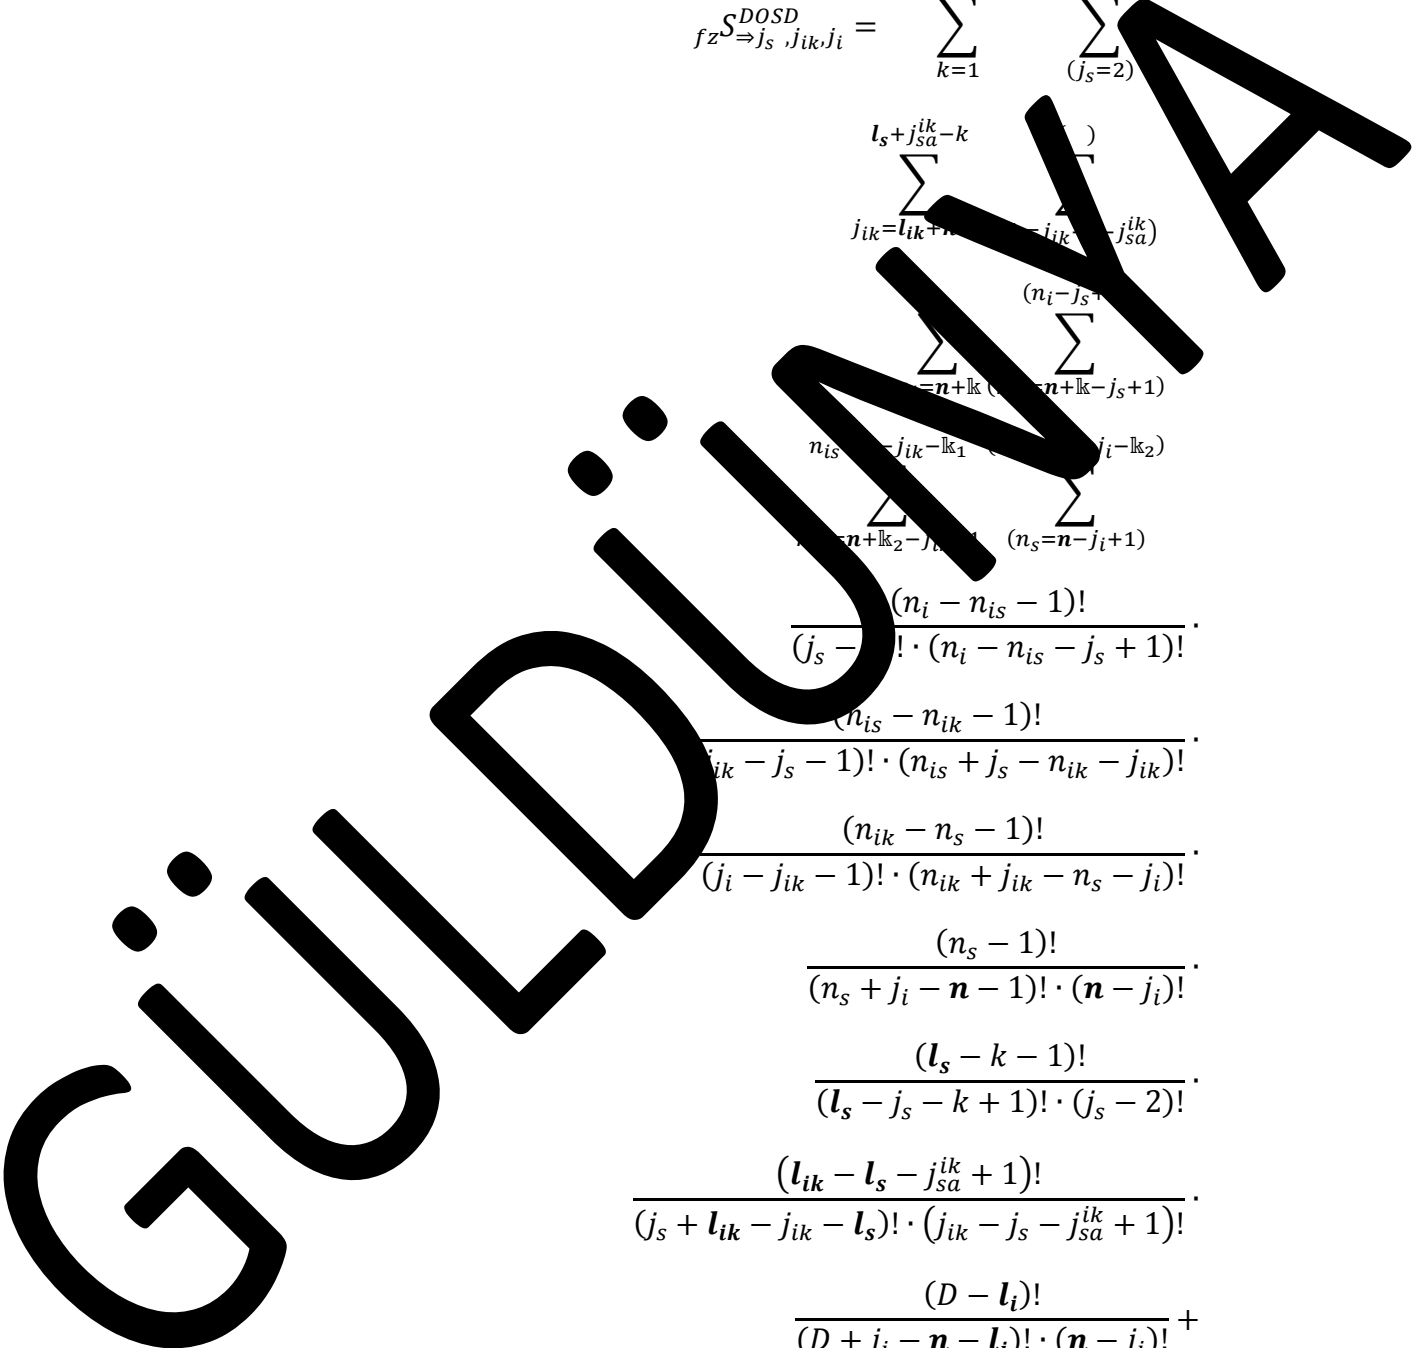 fzS^{DOSD}_{⇒j_s ,j_{ik},j_i} = ∑_{k=1} ∑_{(j_s=2)}
∑_{j_{ik}=l_{ik}+}^{l_s+j_{sa}^{ik}−k} ∑^{( )} j_{ik} −j_{sa}^{ik})
(n_i−j_s+
∑_{=n+𝕜} ∑_{=n+𝕜−j_s+1)}
n_{is} −j_{ik}−𝕜_1 j_i−𝕜_2)
∑_{=n+𝕜_2−} ∑_{(n_s=n−j_i+1)}
(n_i − n_{is} − 1)!
(j_s − ! · (n_i − n_{is} − j_s + 1)! ·
(n_{is} − n_{ik} − 1)!
j_{ik} − j_s − 1)! · (n_{is} + j_s − n_{ik} − j_{ik})! ·
(n_{ik} − n_s − 1)!
(j_i − j_{ik} − 1)! · (n_{ik} + j_{ik} − n_s − j_i)! ·
(n_s − 1)!
(n_s + j_i − n − 1)! · (n − j_i)! ·
(l_s − k − 1)!
(l_s − j_s − k + 1)! · (j_s − 2)! ·
(l_{ik} − l_s − j_{sa}^{ik} + 1)!
(j_s + l_{ik} − j_{ik} − l_s)! · (j_{ik} − j_s − j_{sa}^{ik} + 1)! ·
(D − l_i)!
(D + j_i − n − l_i)! · (n − j_i)! +
GÜLDÜNYA